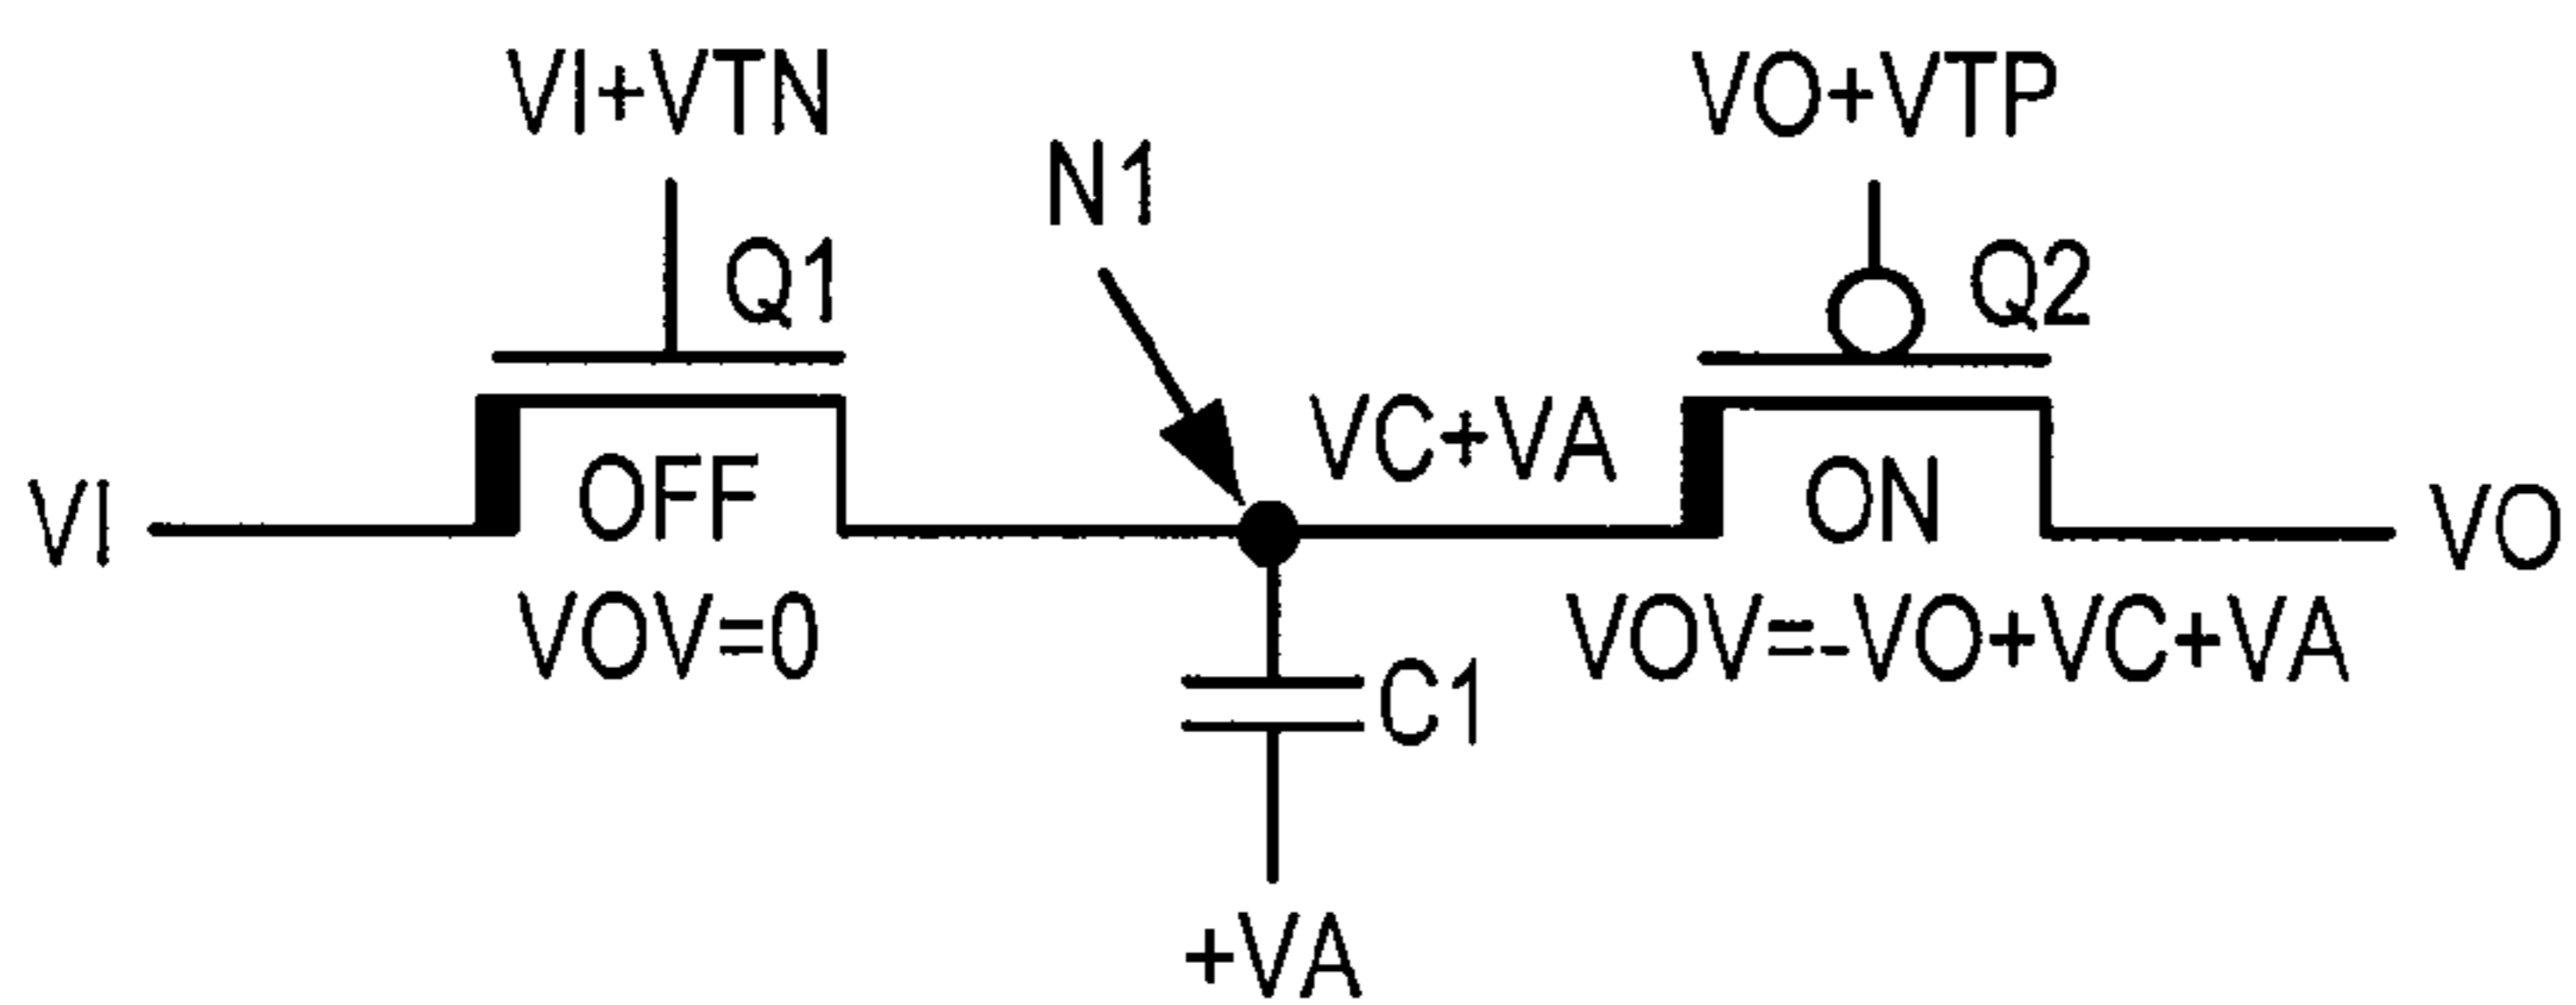 VI+VTN
VO+VTP
N1
Q1
Q2
VC+VA
VI
OFF
ON
VO
VOV=0
VOV=-VO+VC+VA
C1
+VA